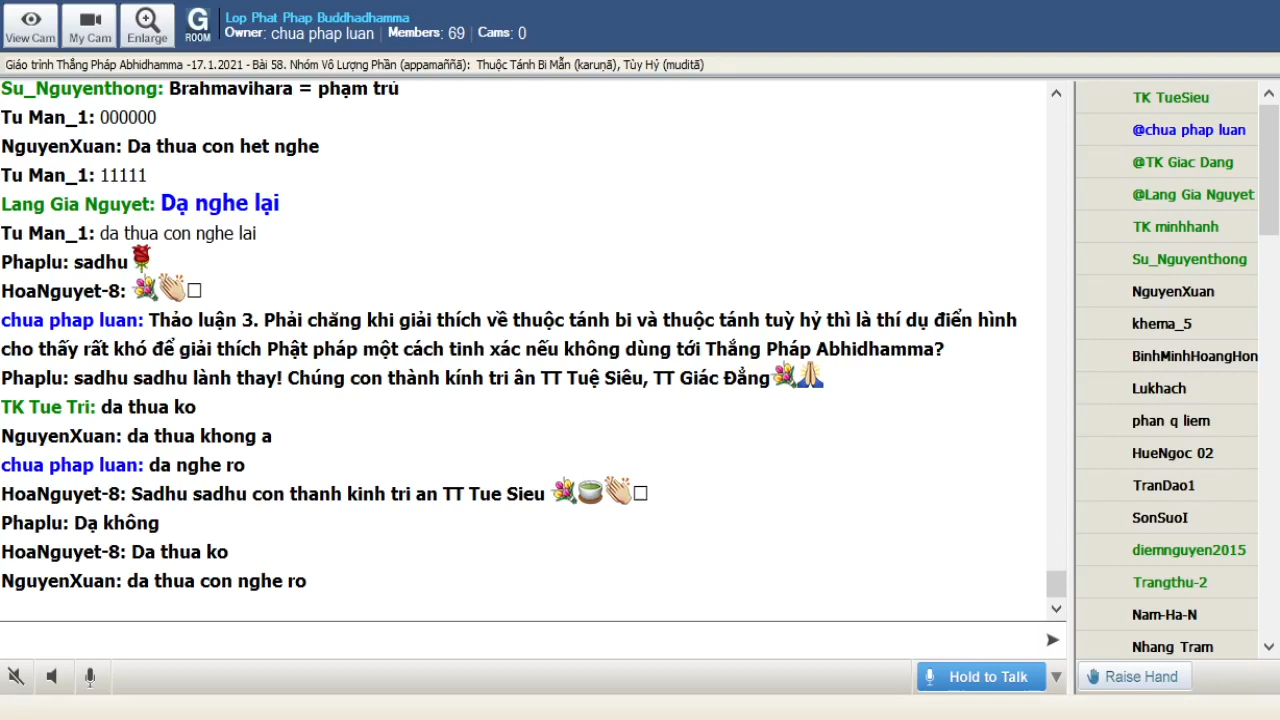 View Cam
My Cam
Enlarge
G
ROOM
Lop Phat Phap Buddhadhamma
Owner: chua phap luan | Members: 69 | Cams: 0
Giáo trình Thắng Pháp Abhidhamma -17.1.2021 - Bài 58. Nhóm Vô Lượng Phần (appamaññā): Thuộc Tánh Bi Mẫn (karuṇā), Tùy Hỷ (muditā)
Su_Nguyenthong: Brahmavihara = phạm trú
Tu Man_1: 000000
NguyenXuan: Da thua con het nghe
Tu Man_1: 11111
Lang Gia Nguyet: Dạ nghe lại
Tu Man_1: da thua con nghe lai
Phaplu: sadhu
HoaNguyet-8:
chua phap luan: Thảo luận 3. Phải chăng khi giải thích về thuộc tánh bi và thuộc tánh tuỳ hỷ thì là thí dụ điển hình
cho thấy rất khó để giải thích Phật pháp một cách tinh xác nếu không dùng tới Thắng Pháp Abhidhamma?
Phaplu: sadhu sadhu lành thay! Chúng con thành kính tri ân TT Tuệ Siêu, TT Giác Đẳng
TK Tue Tri: da thua ko
NguyenXuan: da thua khong a
chua phap luan: da nghe ro
HoaNguyet-8: Sadhu sadhu con thanh kinh tri an TT Tue Sieu
Phaplu: Dạ không
HoaNguyet-8: Da thua ko
NguyenXuan: da thua con nghe ro
Hold to Talk
TK TueSieu
@chua phap luan
@TK Giac Dang
@Lang Gia Nguyet
TK minhhanh
Su_Nguyenthong
NguyenXuan
khema_5
BinhMinhHoangHon
Lukhach
phan q liem
HueNgoc 02
TranDao1
SonSuoI
diemnguyen2015
Trangthu-2
Nam-Ha-N
Nhang Tram
Raise Hand